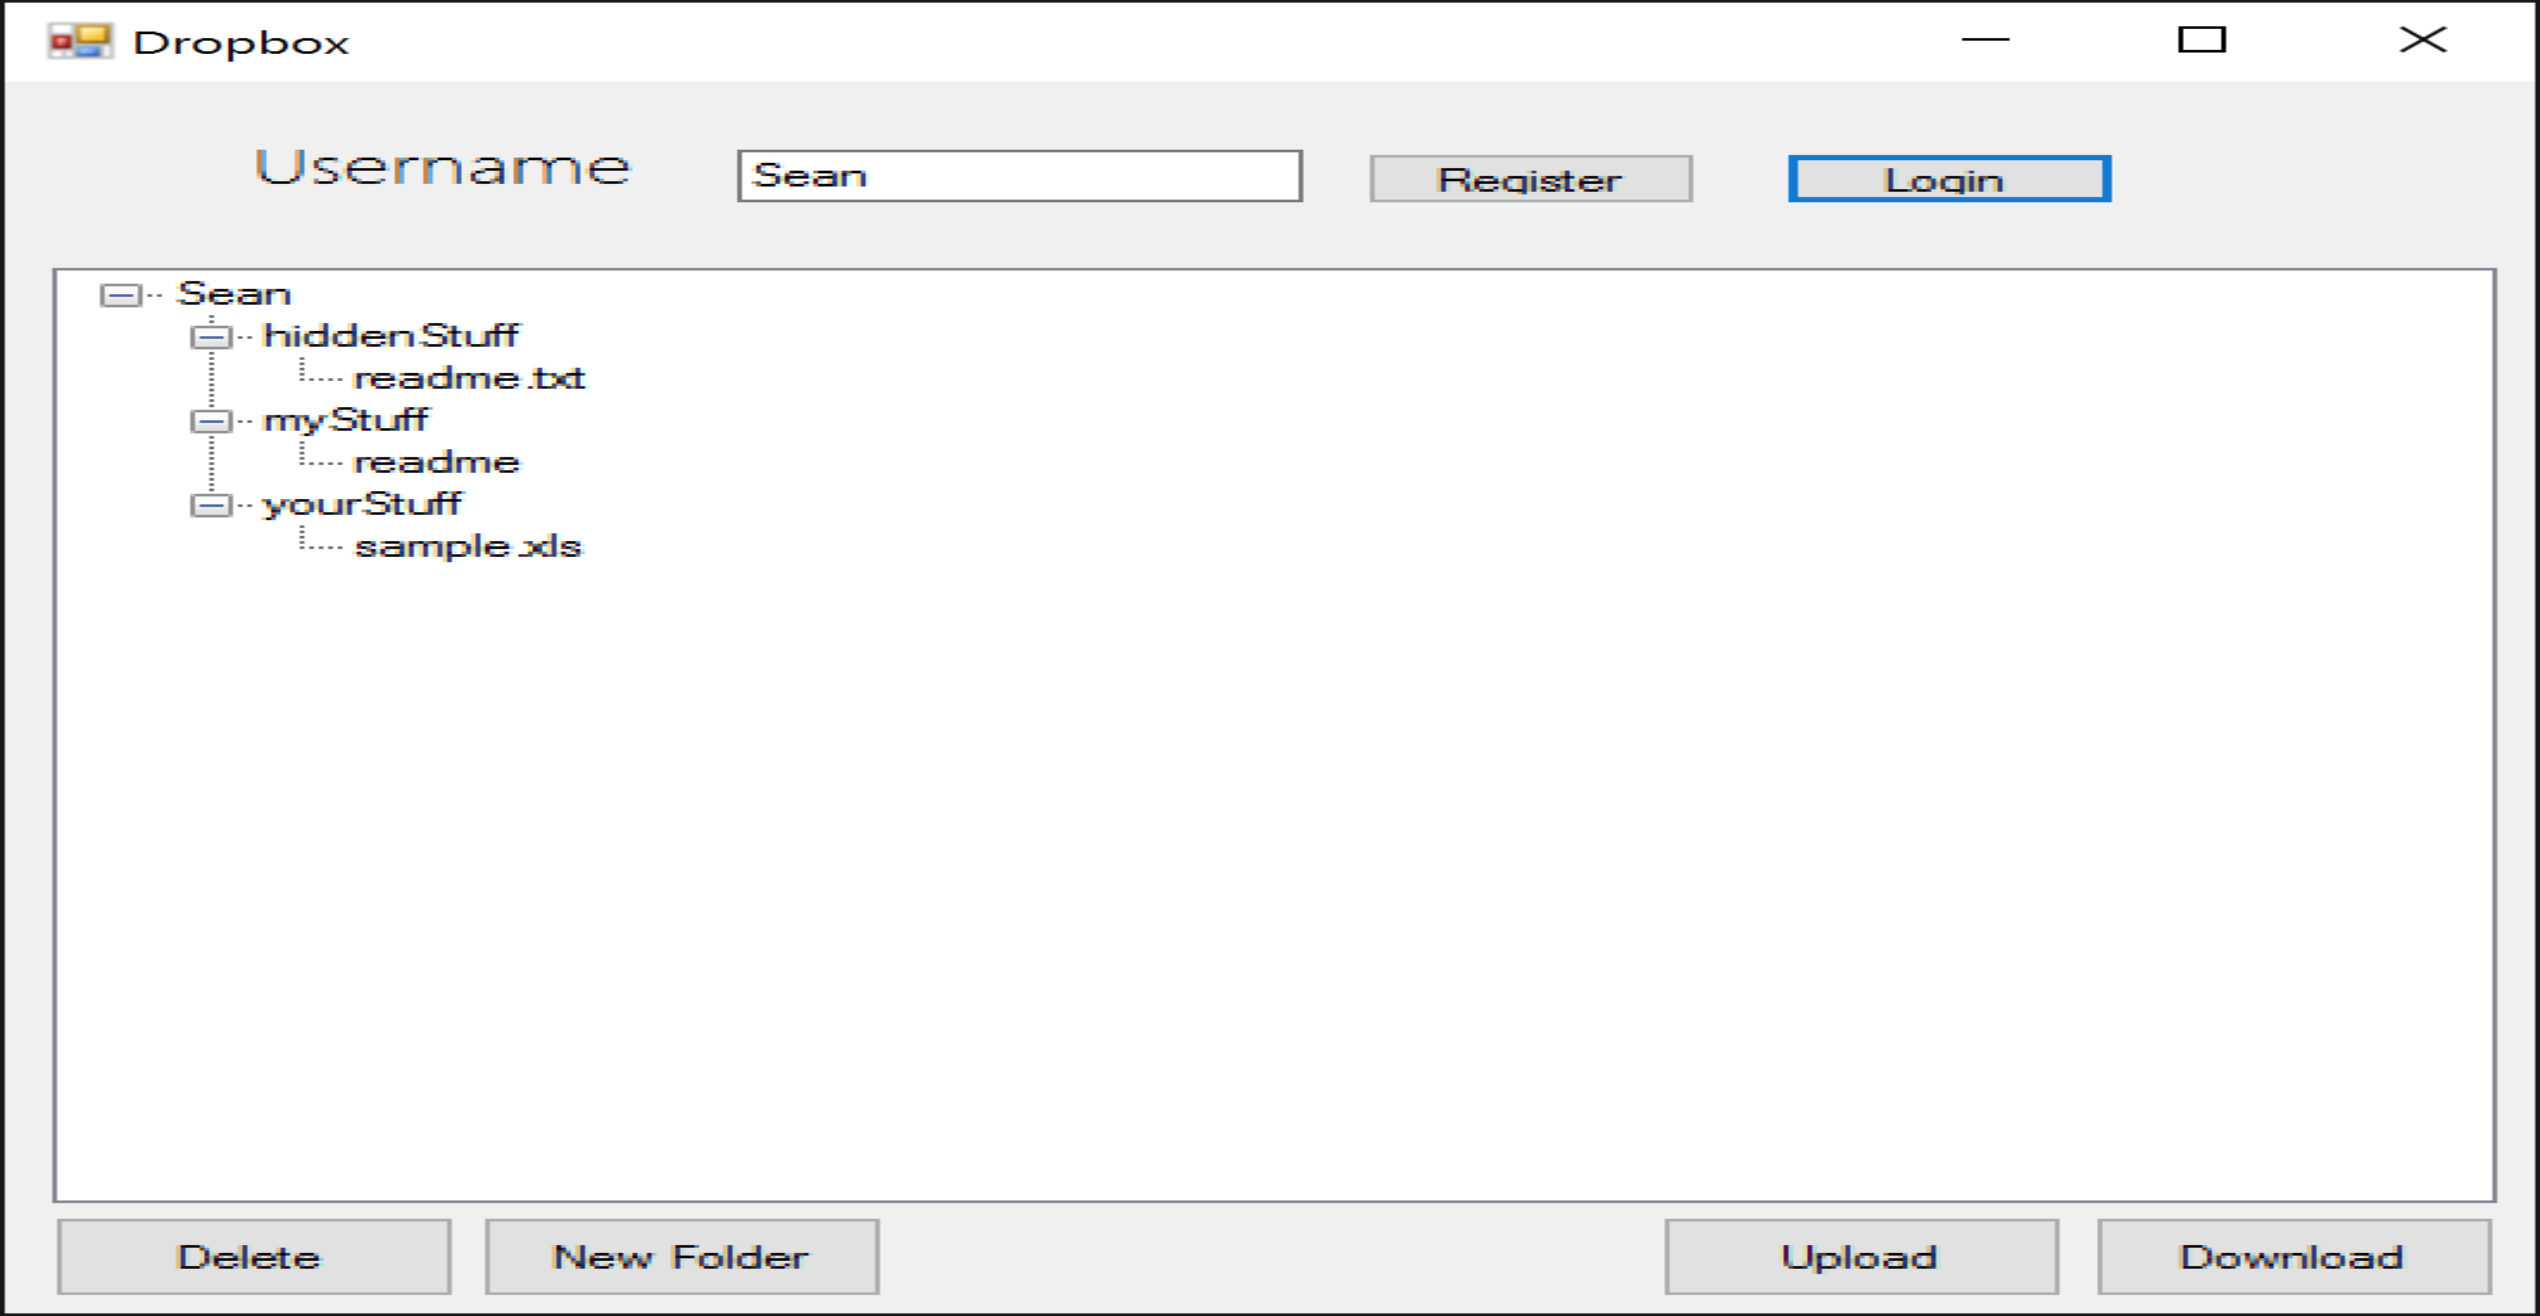 Dropbox
Username Sean Register Login
Sean
hiddenStuff
readme.txt
myStuff
readme
yourStuff
sample.xls
Delete New Folder Upload Download